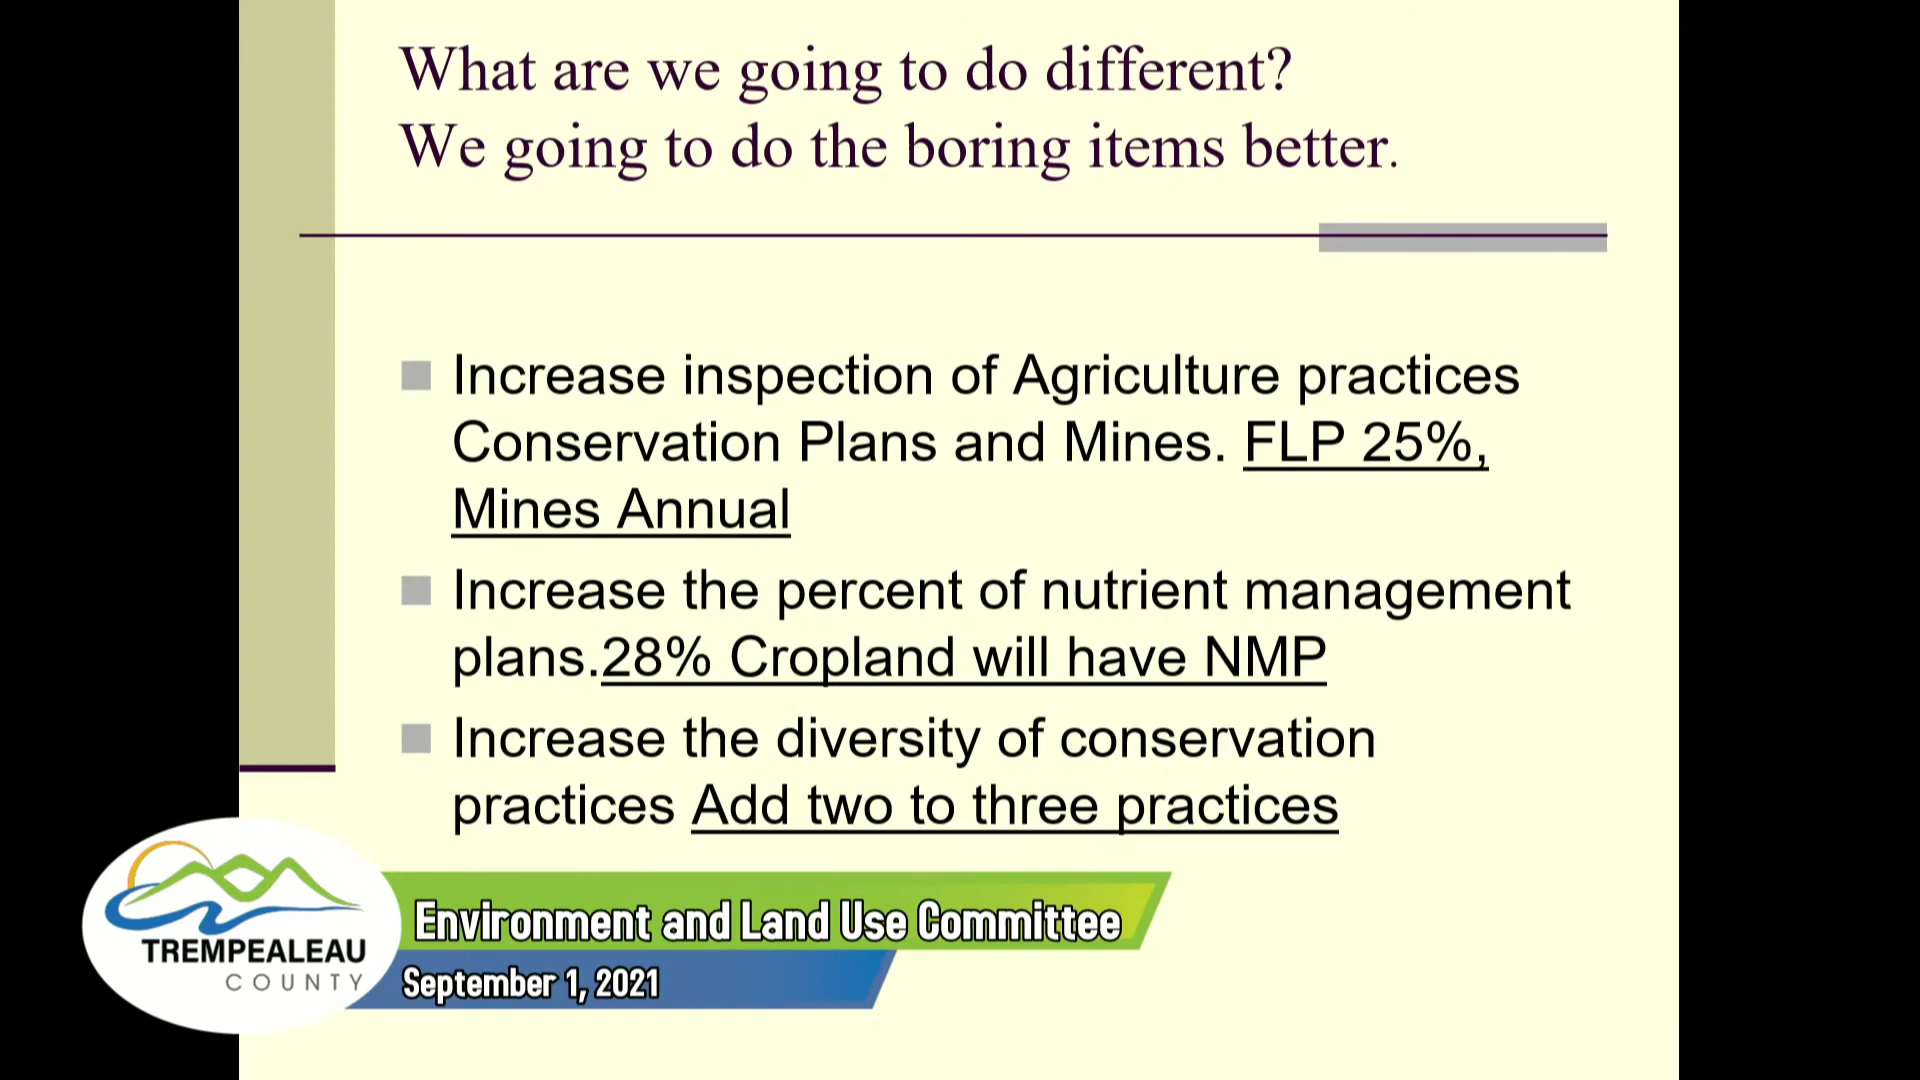 What are we going to do different?
We going to do the boring items better.
Increase inspection of Agriculture practices
Conservation Plans and Mines. FLP 25%,
Mines Annual
Increase the percent of nutrient management
plans.28% Cropland will have NMP
Increase the diversity of conservation
practices Add two to three practices
TREMPEALEAU
COUNTY
Environment and Land Use Committee
September 1, 2021